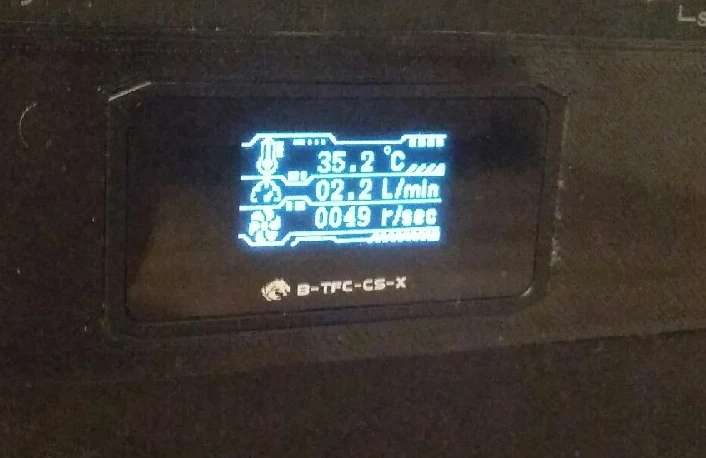 35.2 °C
02.2 L/min
0049 r/sec
B-TFC-CS-X